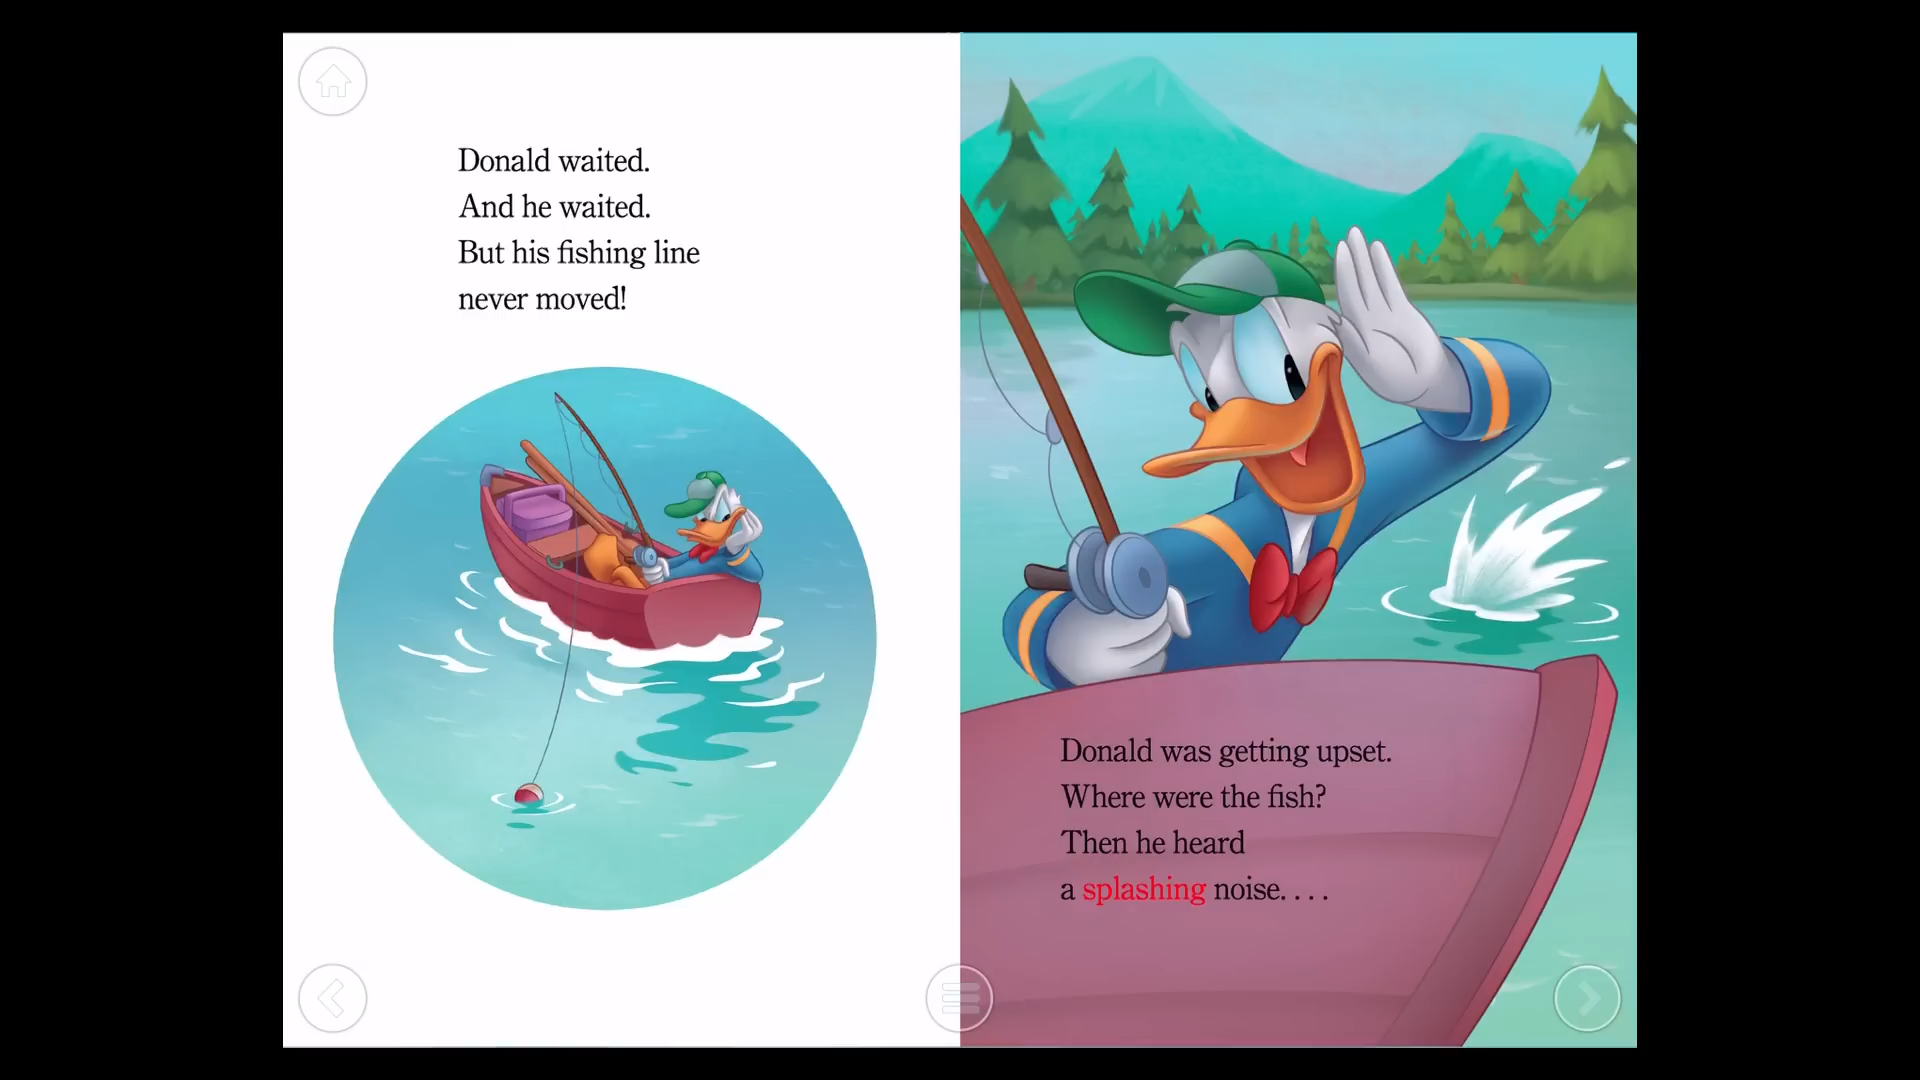 Donald waited.
And he waited.
But his fishing line
never moved!
Donald was getting upset.
Where were the fish?
Then he heard
a splashing noise. . . .